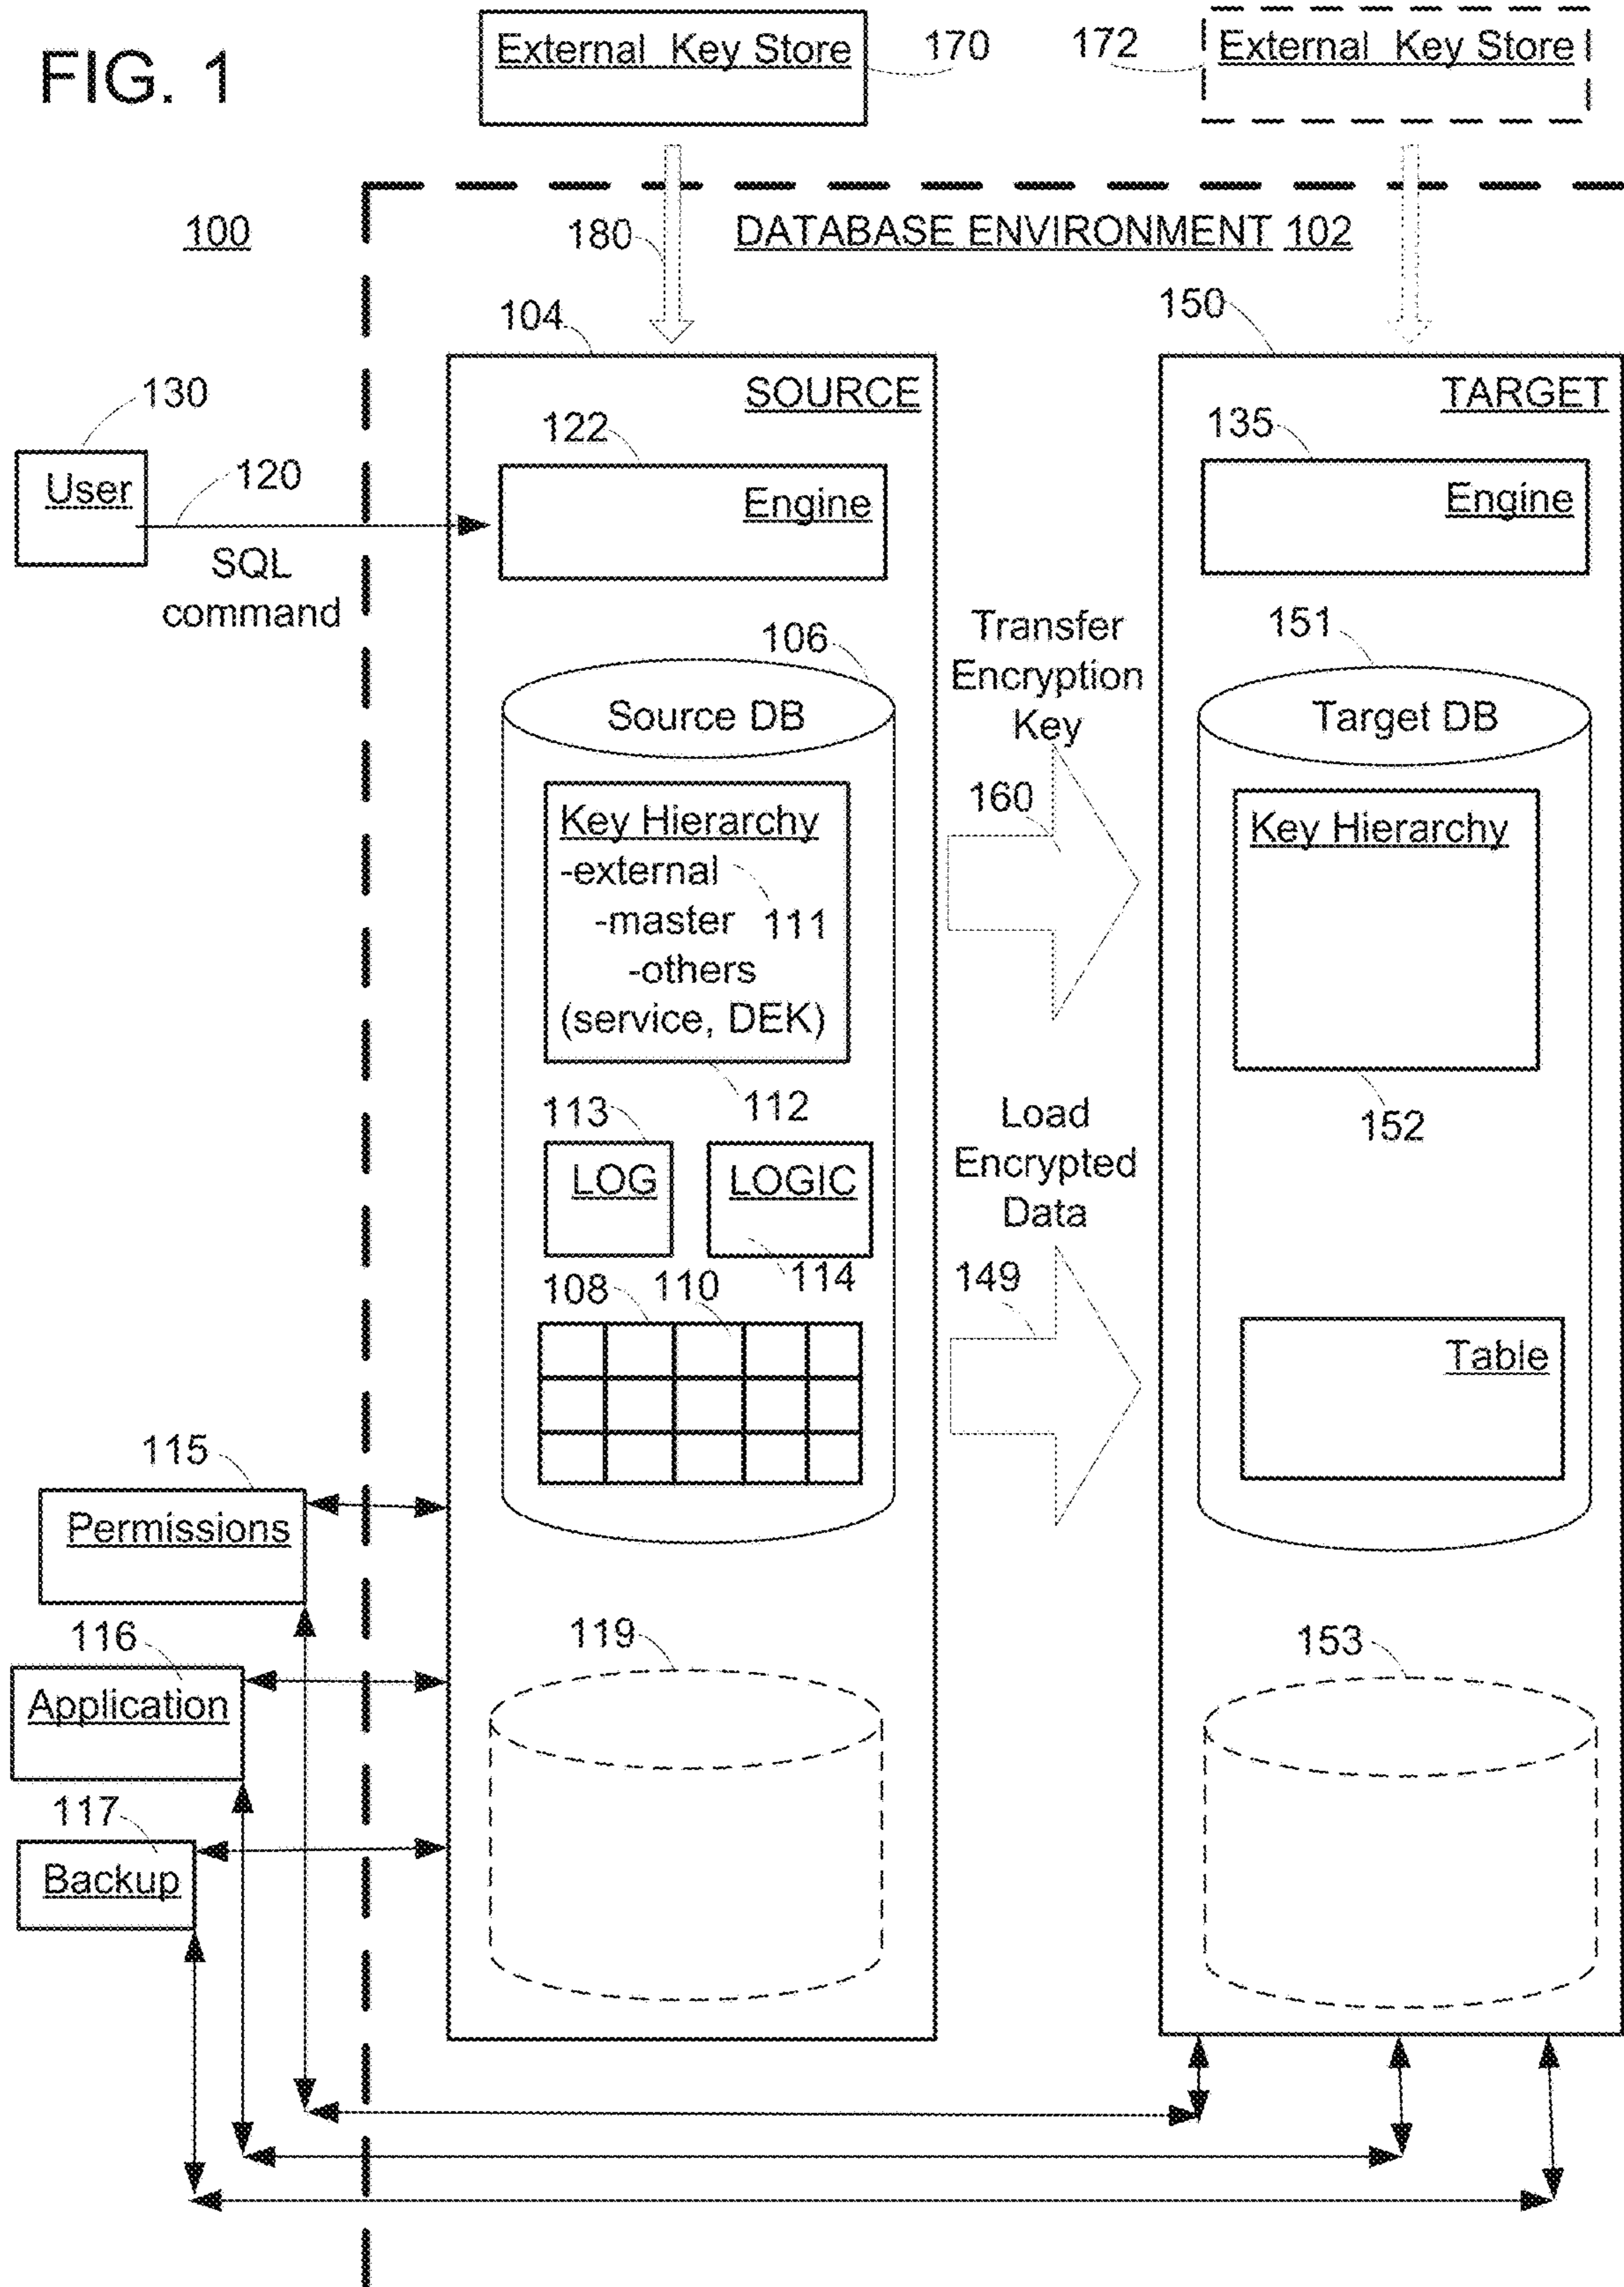 FIG. 1
External Key Store
170
172
External Key Store
100
180
DATABASE ENVIRONMENT 102
104
150
SOURCE
TARGET
130
User
120
SQL
command
122
Engine
135
Engine
106
Source DB
Transfer
Encryption
Key
160
151
Target DB
Key Hierarchy
-external
-master
111
-others
(service, DEK)
112
Key Hierarchy
152
113
LOG
LOGIC
114
108
110
Load
Encrypted
Data
149
Table
115
Permissions
116
Application
117
Backup
119
153